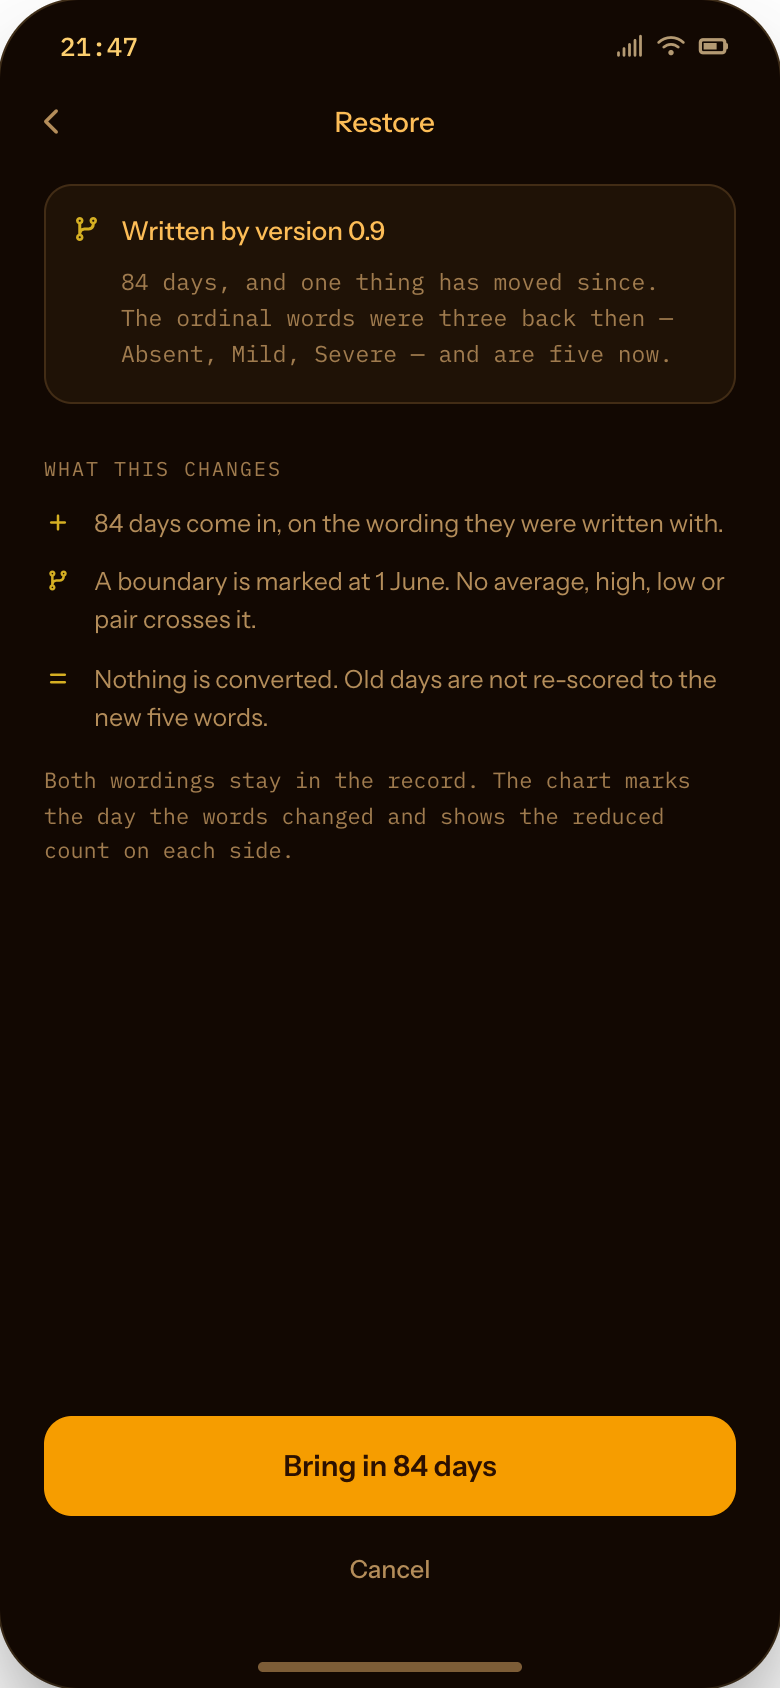 21:47
Restore
Written by version 0.9
84 days, and one thing has moved since.
The ordinal words were three back then —
Absent, Mild, Severe — and are five now.
WHAT THIS CHANGES
+ 84 days come in, on the wording they were written with.
A boundary is marked at 1 June. No average, high, low or
pair crosses it.
= Nothing is converted. Old days are not re-scored to the
new five words.
Both wordings stay in the record. The chart marks
the day the words changed and shows the reduced
count on each side.
Bring in 84 days
Cancel